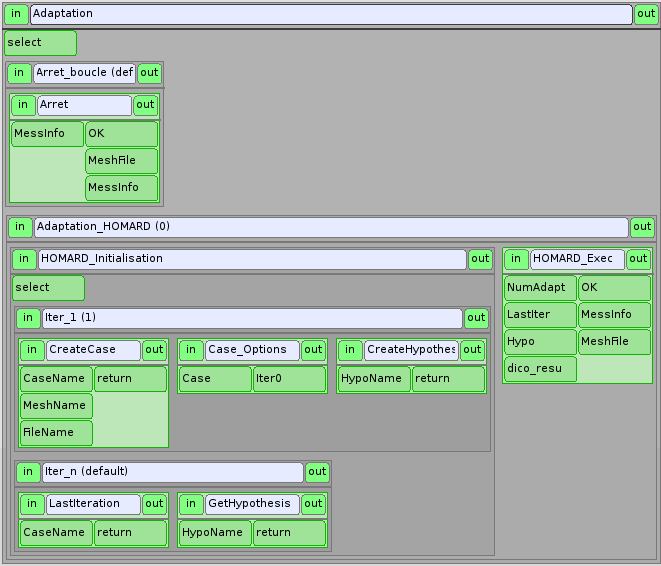 in Adaptation out
select
in Arret_boucle (def out
in Arret out
MessInfo OK
MeshFile
MessInfo
in Adaptation_HOMARD (0) out
in HOMARD_Initialisation out
select
in Iter_1 (1) out
in CreateCase out
CaseName return
MeshName
FileName
in Case_Options out
Case Iter0
in CreateHypothes out
HypoName return
in Iter_n (default) out
in LastIteration out
CaseName return
in GetHypothesis out
HypoName return
in HOMARD_Exec out
NumAdapt OK
LastIter MessInfo
Hypo MeshFile
dico_resu